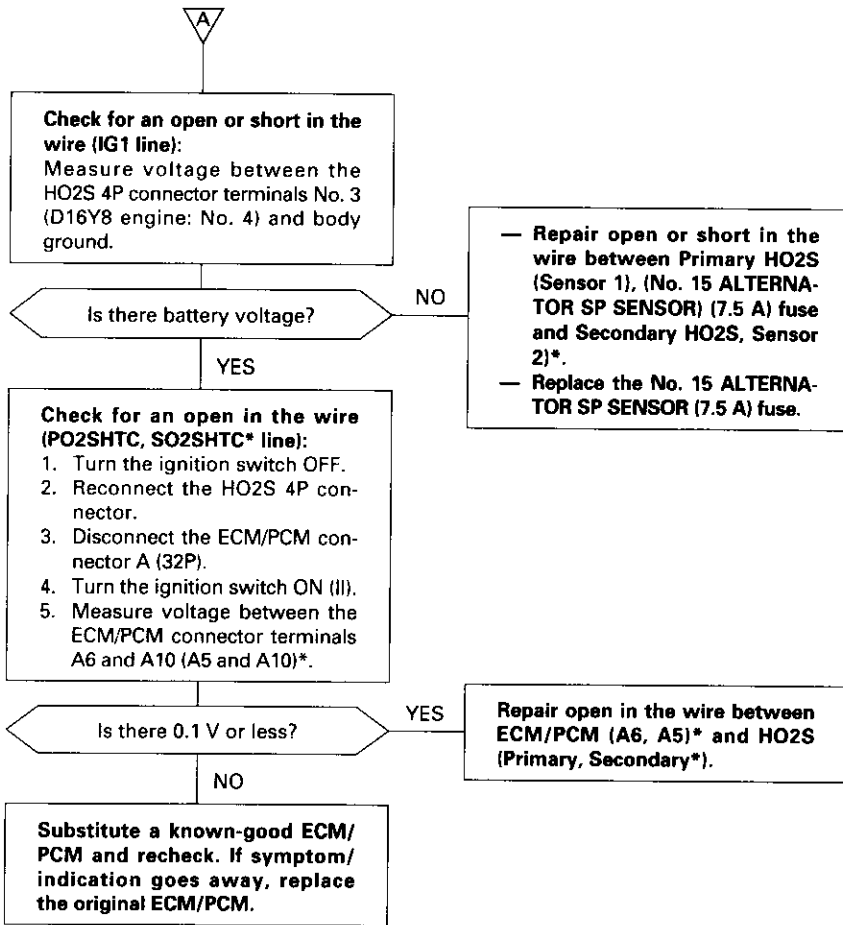 A
Check for an open or short in the
wire (IG1 line):
Measure voltage between the
HO2S 4P connector terminals No. 3
(D16Y8 engine: No. 4) and body
ground.
Is there battery voltage?
NO
— Repair open or short in the
wire between Primary HO2S
(Sensor 1), (No. 15 ALTERNA-
TOR SP SENSOR) (7.5 A) fuse
and Secondary HO2S, Sensor
2)*.
— Replace the No. 15 ALTERNA-
TOR SP SENSOR (7.5 A) fuse.
YES
Check for an open in the wire
(PO2SHTC, SO2SHTC* line):
1. Turn the ignition switch OFF.
2. Reconnect the HO2S 4P con-
nector.
3. Disconnect the ECM/PCM con-
nector A (32P).
4. Turn the ignition switch ON (II).
5. Measure voltage between the
ECM/PCM connector terminals
A6 and A10 (A5 and A10)*.
Is there 0.1 V or less?
YES
Repair open in the wire between
ECM/PCM (A6, A5)* and HO2S
(Primary, Secondary*).
NO
Substitute a known-good ECM/
PCM and recheck. If symptom/
indication goes away, replace
the original ECM/PCM.